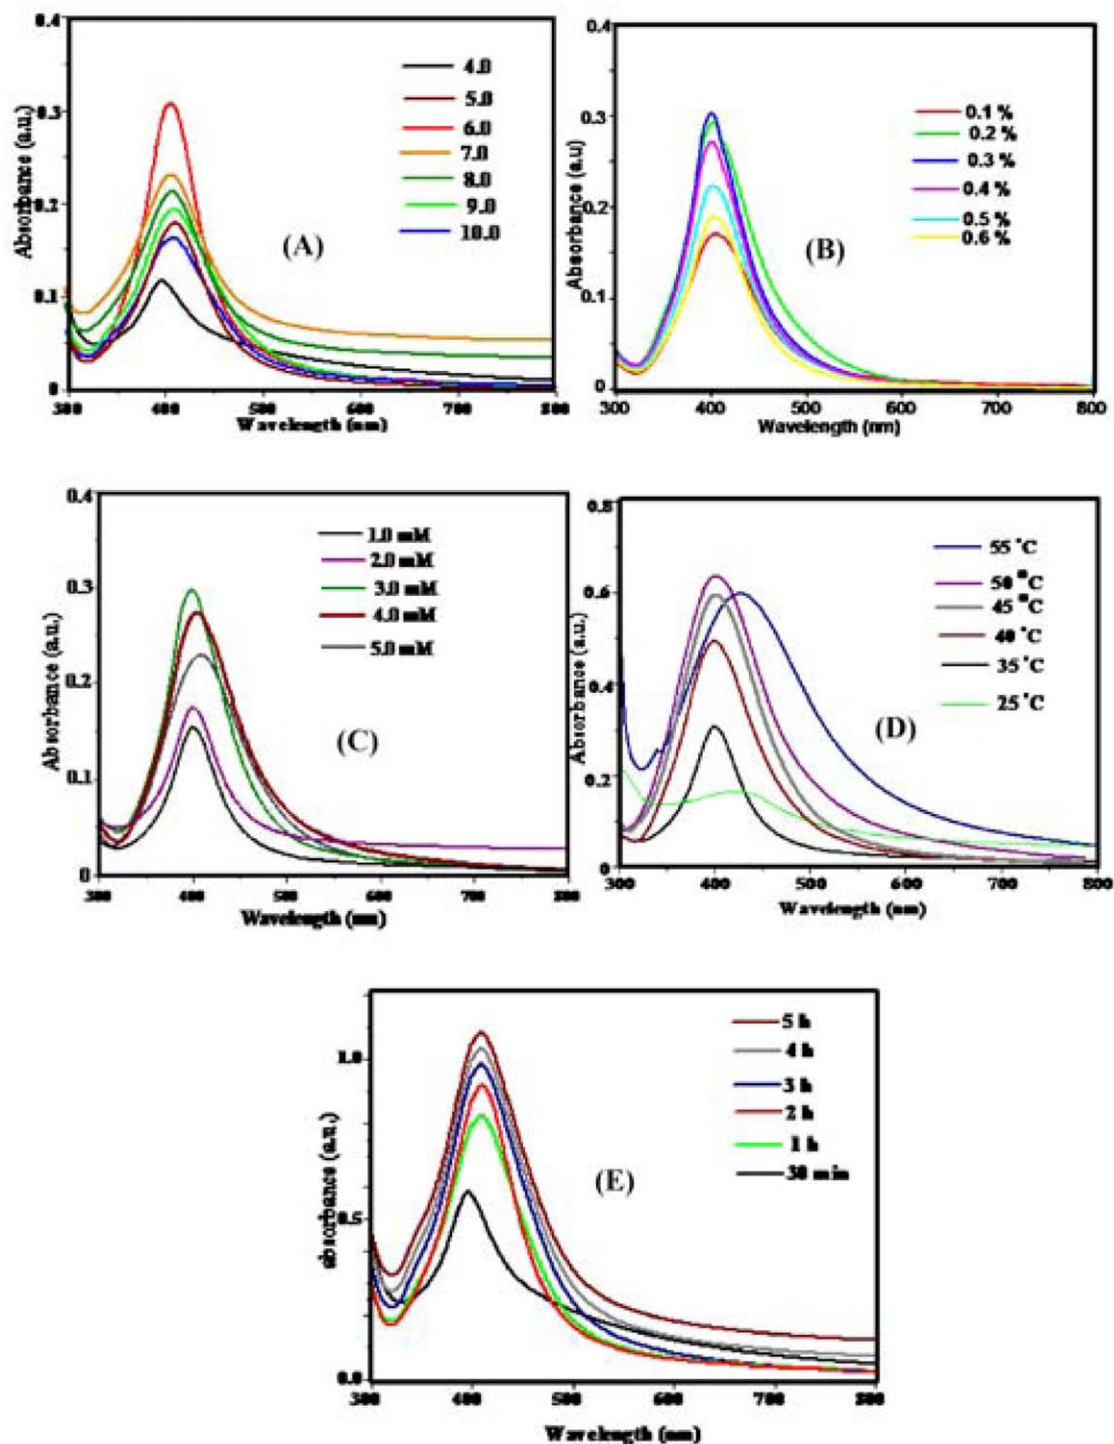 0.4
0.3
0.2
0.1
0
300 400 500 600 700 800
Absorbance (a.u.)
Wavelength (nm)
4.0
5.0
6.0
7.0
8.0
9.0
10.0
(A)
0.4
0.3
0.2
0.1
0
300 400 500 600 700 800
Absorbance (a.u)
Wavelength (nm)
0.1 %
0.2 %
0.3 %
0.4 %
0.5 %
0.6 %
(B)
0.4
0.3
0.2
0.1
0
300 400 500 600 700 800
Absorbance (a.u.)
Wavelength (nm)
1.0 mM
2.0 mM
3.0 mM
4.0 mM
5.0 mM
(C)
0.8
0.6
0.4
0.2
0
300 400 500 600 700 800
Absorbance (a.u.)
Wavelength (nm)
55 °C
50 °C
45 °C
40 °C
35 °C
25 °C
(D)
1.0
0.5
0.0
300 400 500 600 700 800
absorbance (a.u.)
Wavelength (nm)
5 h
4 h
3 h
2 h
1 h
30 min
(E)